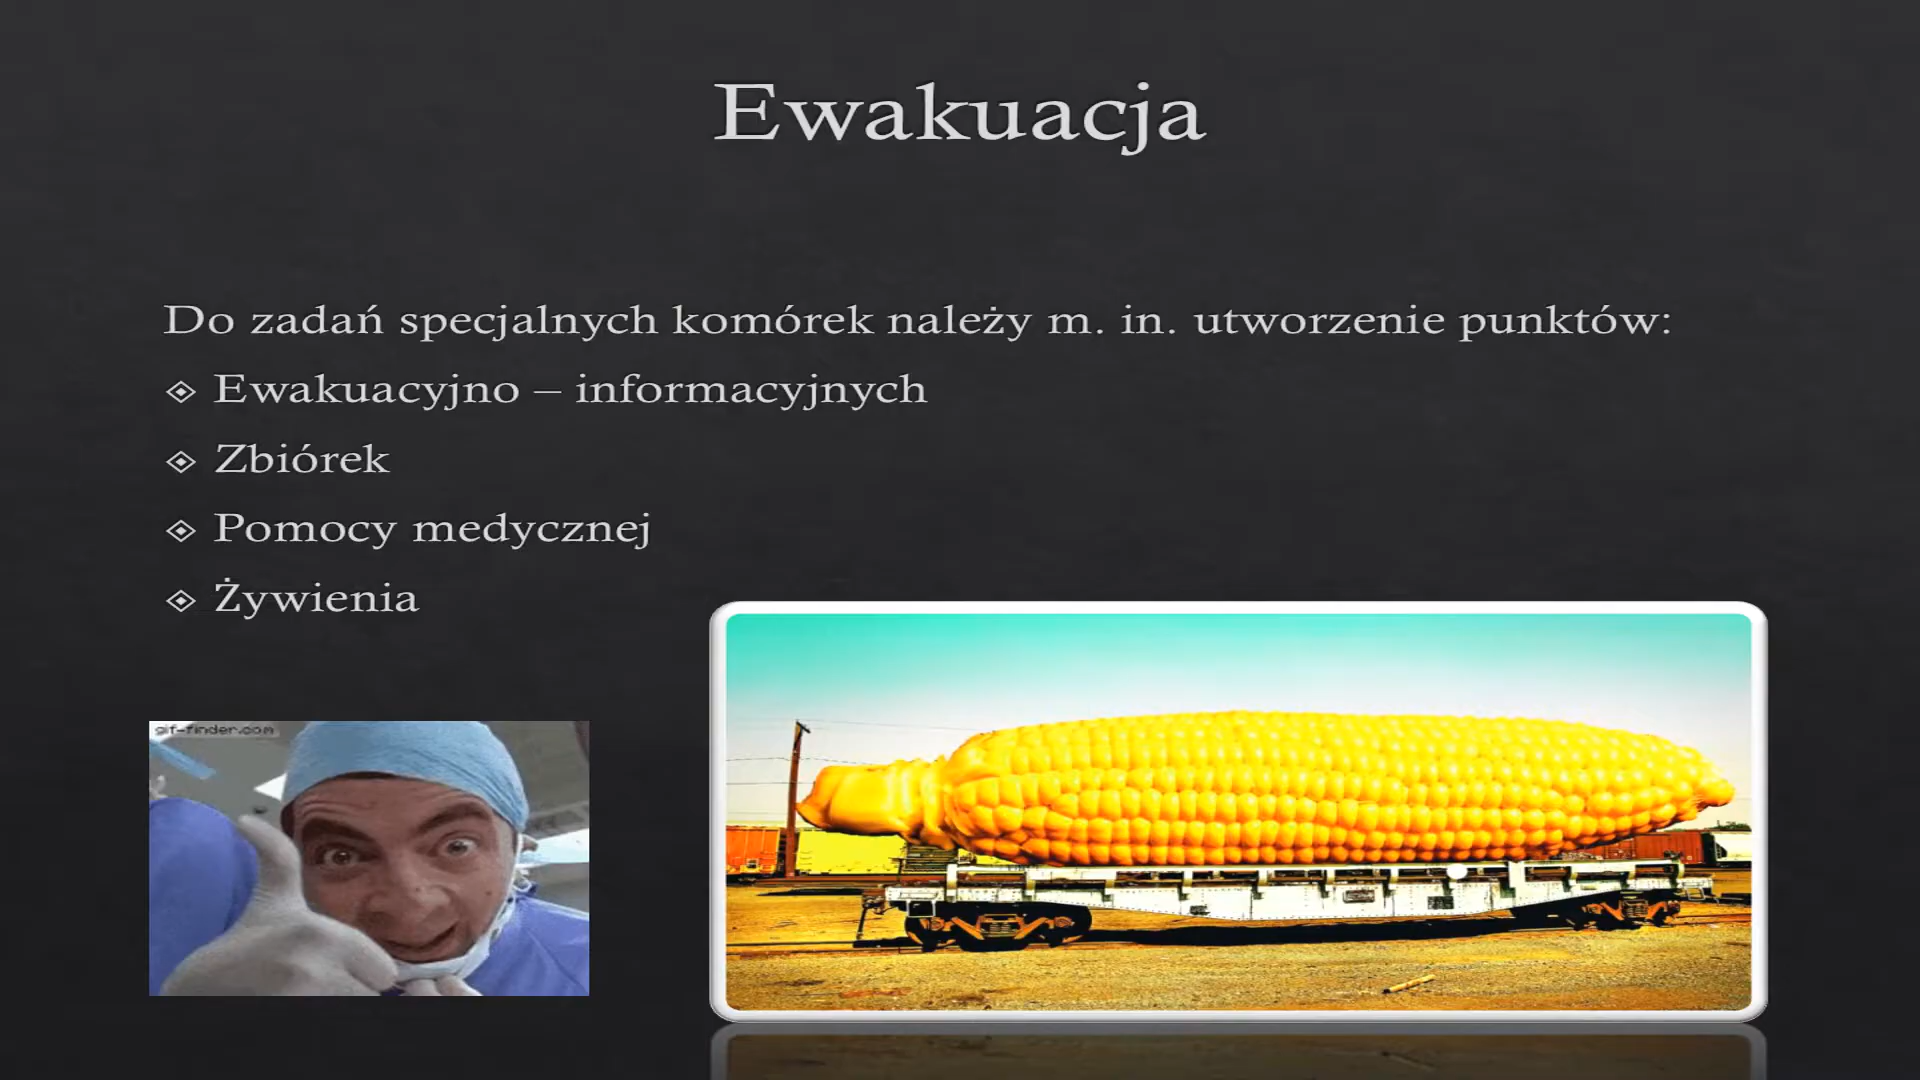 Ewakuacja
Do zadań specjalnych komórek należy m. in. utworzenie punktów:
Ewakuacyjno – informacyjnych
Zbiórek
Pomocy medycznej
Żywienia
gif-finder.com